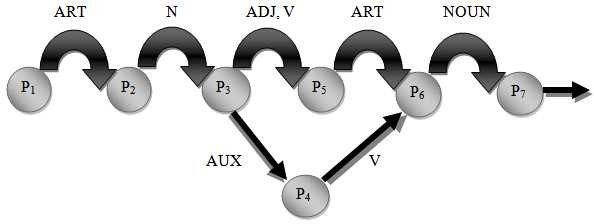 ART N ADJ, V ART NOUN
P1 P2 P3 P5 P6 P7
AUX V
P4